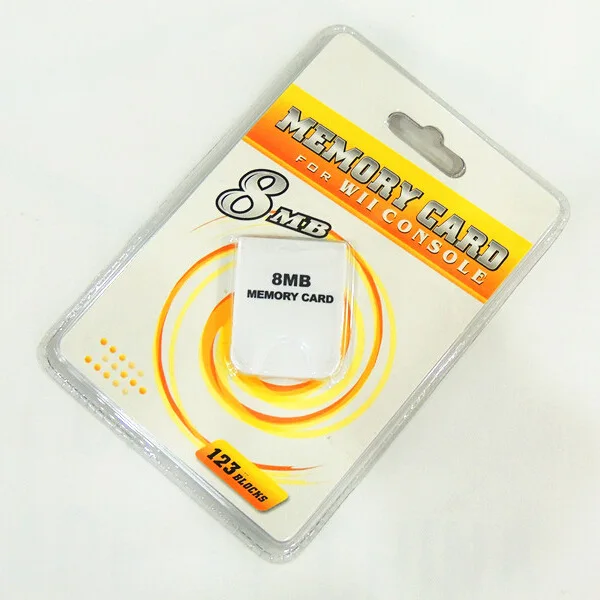 MEMORY CARD
FOR WII CONSOLE
8MB
8MB
MEMORY CARD
123 BLOCKS